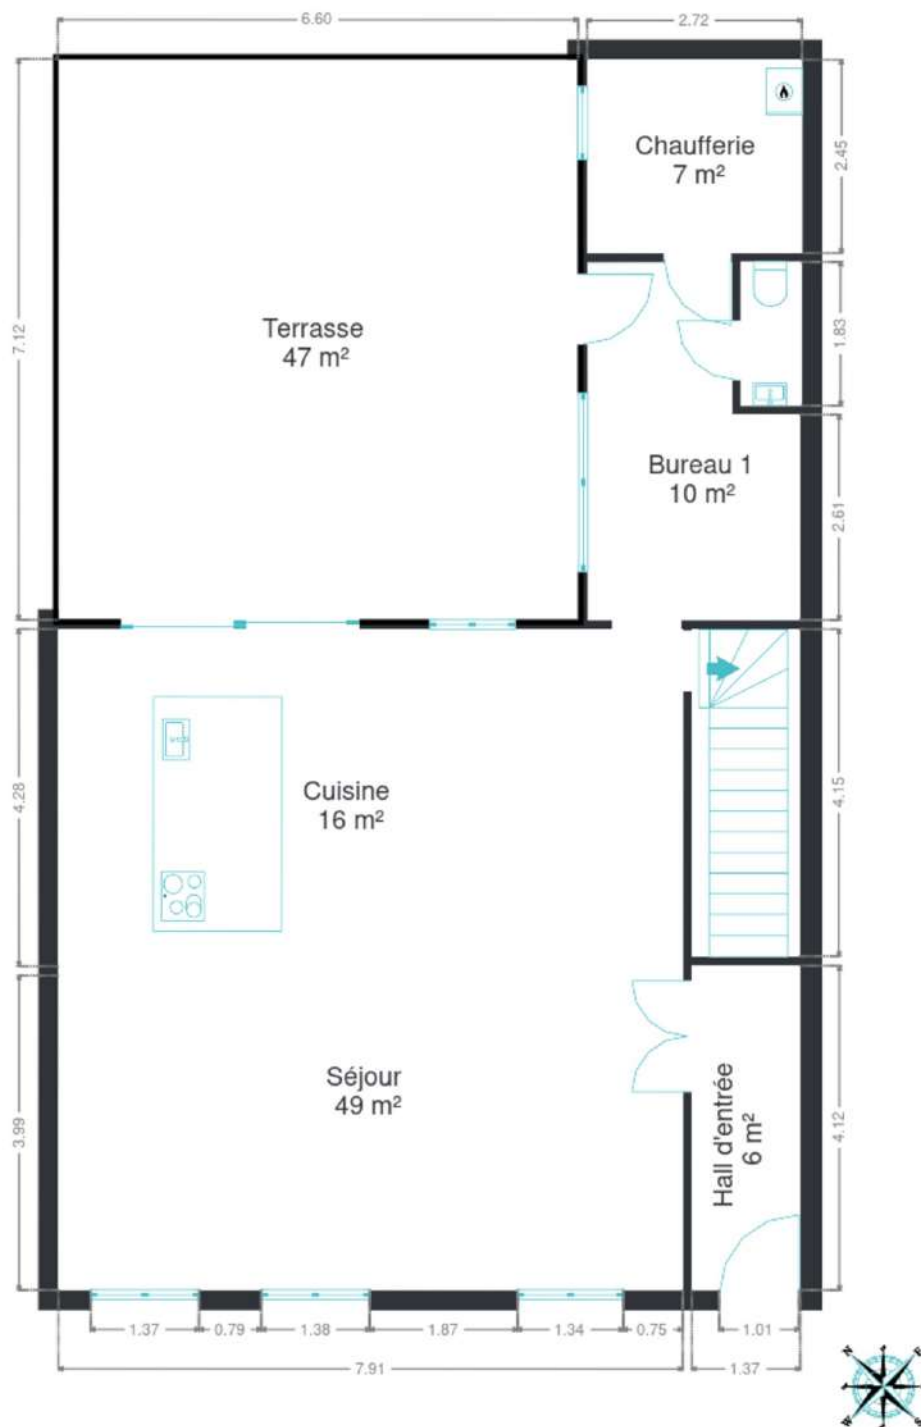 6.60
2.72
Chaufferie
7 m²
2.45
Terrasse
47 m²
7.12
1.83
Bureau 1
10 m²
2.61
Cuisine
16 m²
4.28
4.15
Séjour
49 m²
3.99
Hall d'entrée
6 m²
4.12
1.37
0.79
1.38
1.87
1.34
0.75
1.01
7.91
1.37